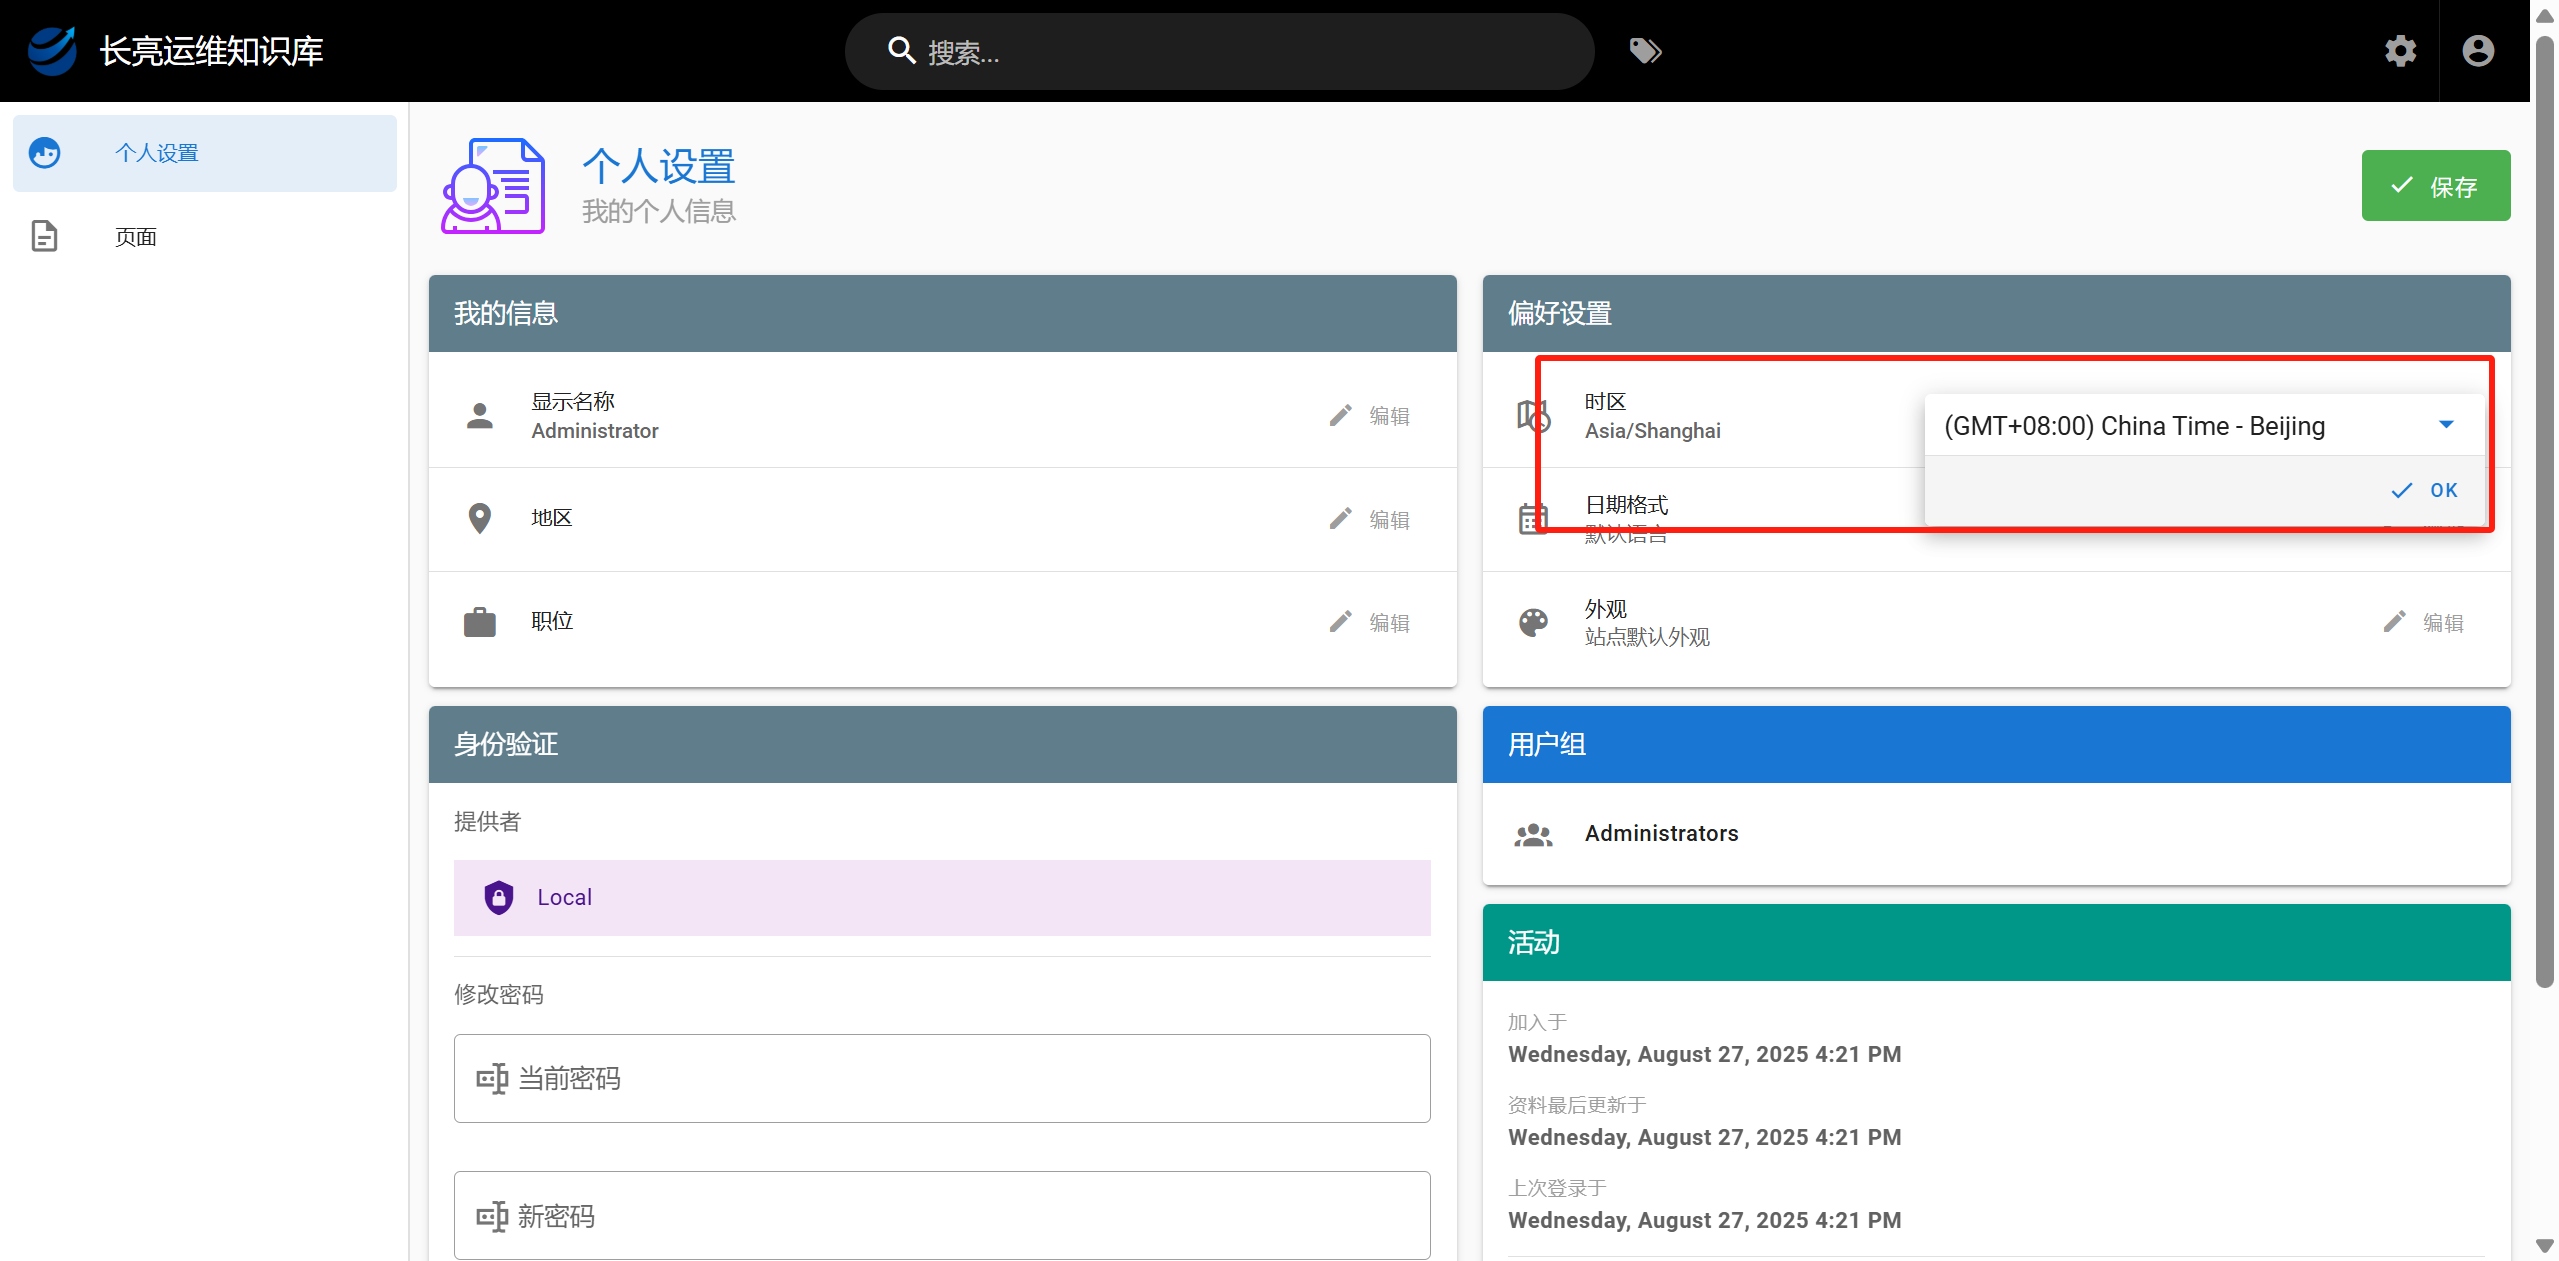 长亮运维知识库
搜索...
个人设置
页面
个人设置
我的个人信息
保存
我的信息
显示名称
Administrator
编辑
地区
编辑
职位
编辑
偏好设置
时区
Asia/Shanghai
(GMT+08:00) China Time - Beijing
OK
日期格式
默认语言
外观
站点默认外观
编辑
身份验证
提供者
Local
修改密码
当前密码
新密码
用户组
Administrators
活动
加入于
Wednesday, August 27, 2025 4:21 PM
资料最后更新于
Wednesday, August 27, 2025 4:21 PM
上次登录于
Wednesday, August 27, 2025 4:21 PM